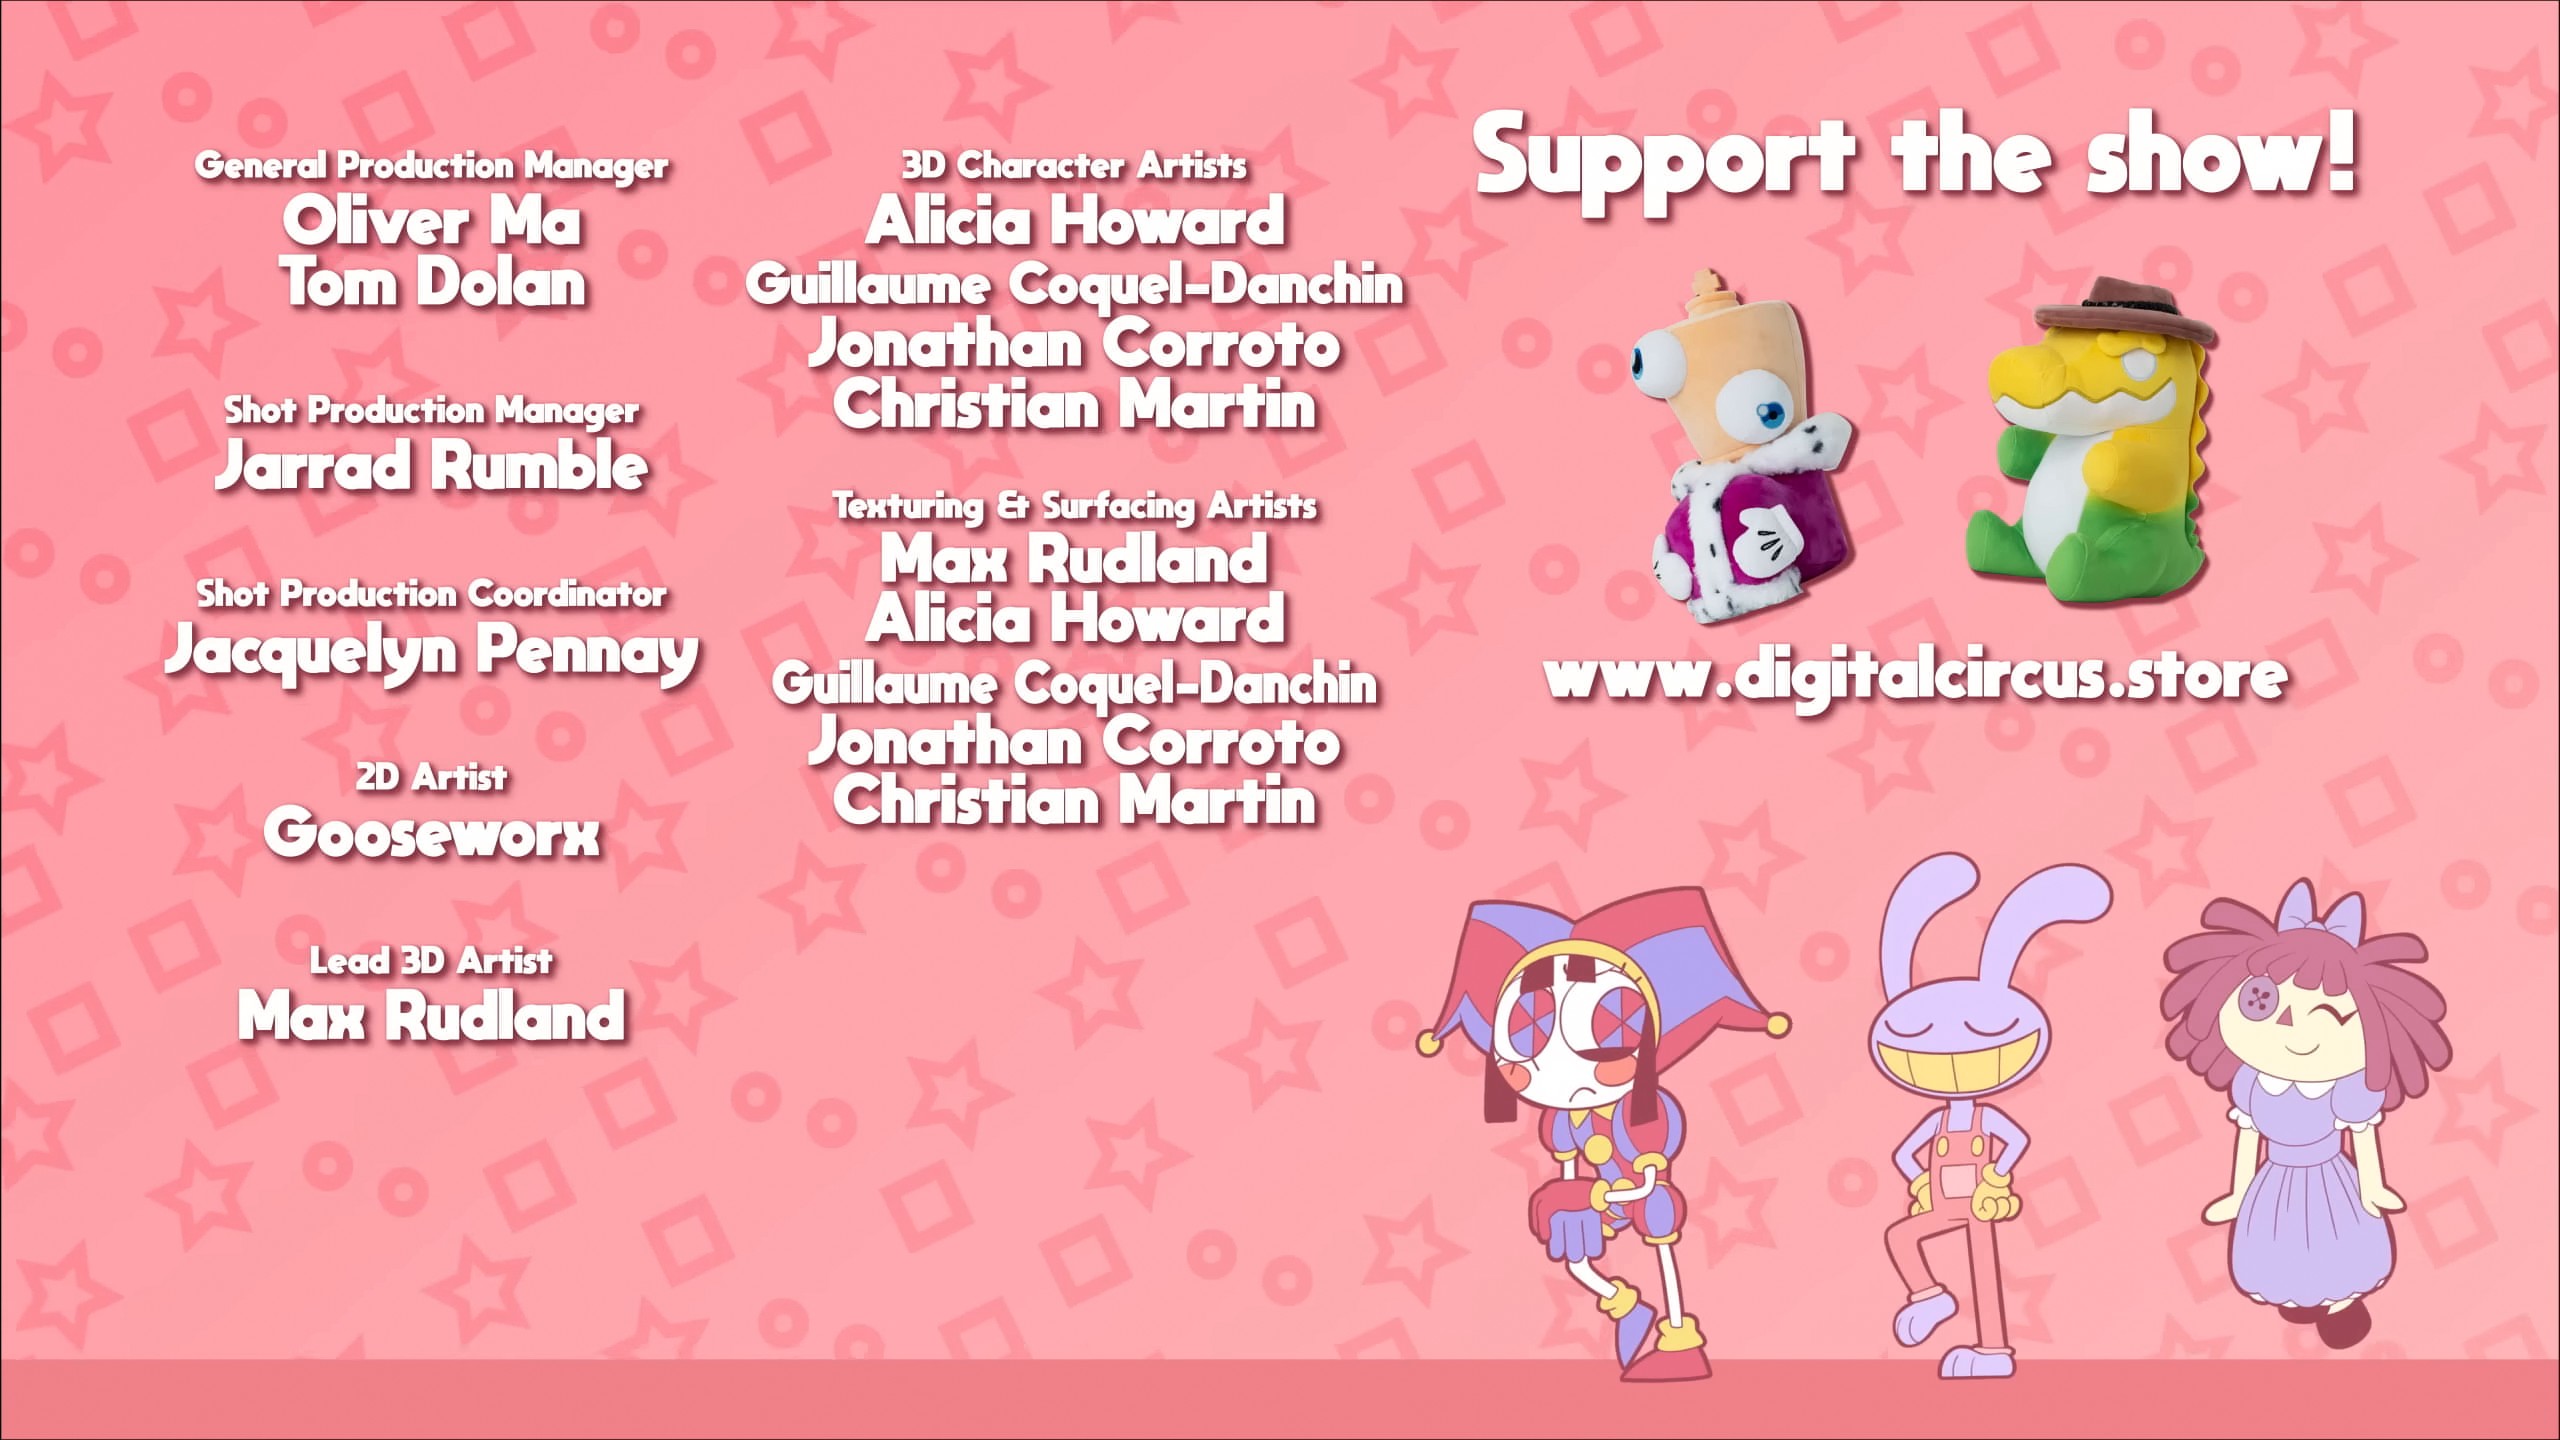 General Production Manager
Oliver Ma
Tom Dolan
Shot Production Manager
Jarrad Rumble
Shot Production Coordinator
Jacquelyn Pennay
2D Artist
Gooseworx
Lead 3D Artist
Max Rudland
3D Character Artists
Alicia Howard
Guillaume Coquel-Danchin
Jonathan Corroto
Christian Martin
Texturing & Surfacing Artists
Max Rudland
Alicia Howard
Guillaume Coquel-Danchin
Jonathan Corroto
Christian Martin
Support the show!
www.digitalcircus.store